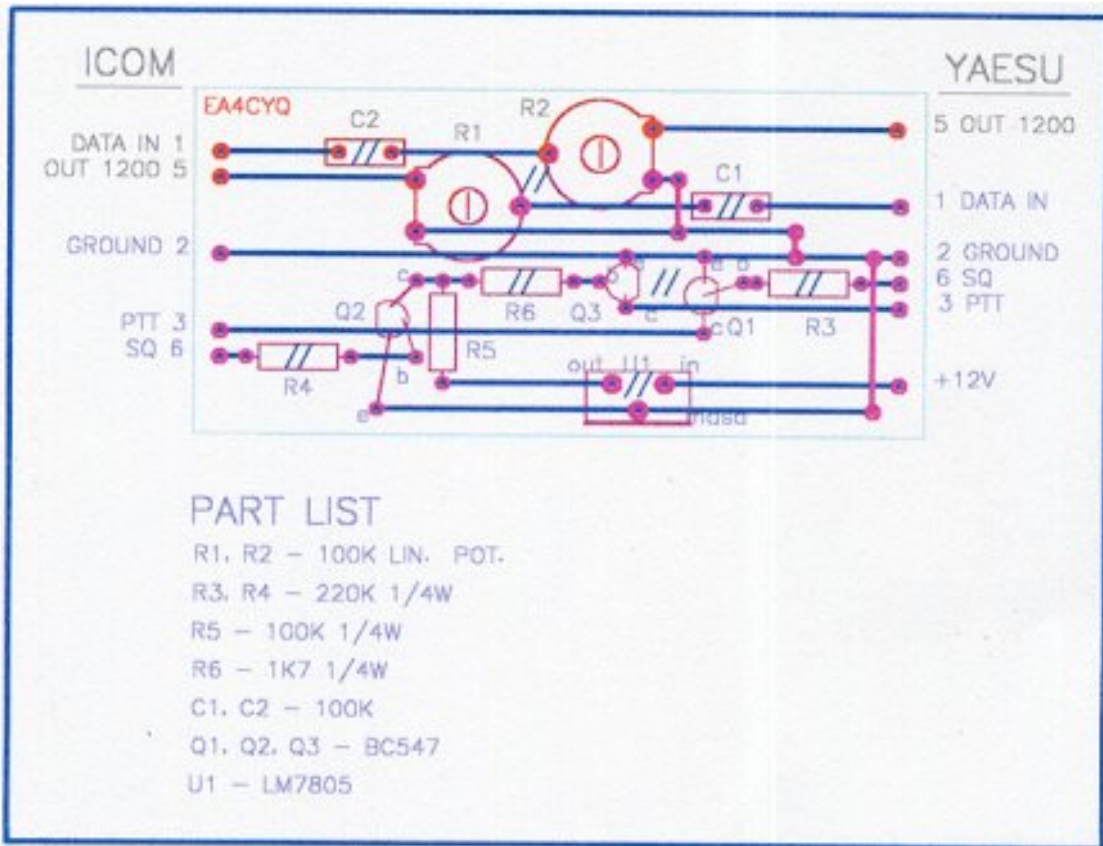 ICOM
YAESU
EA4CYQ
C2
R1
R2
5 OUT 1200
DATA IN 1
OUT 1200 5
C1
1 DATA IN
GROUND 2
2 GROUND
6 SQ
3 PTT
c
R6
Q3
c
Q1
c
R3
Q2
PTT 3
SQ 6
R4
b
R5
e
out U1 in
masa
+12V
PART LIST
R1, R2 - 100K LIN. POT.
R3, R4 - 220K 1/4W
R5 - 100K 1/4W
R6 - 1K7 1/4W
C1, C2 - 100K
Q1, Q2, Q3 - BC547
U1 - LM7805